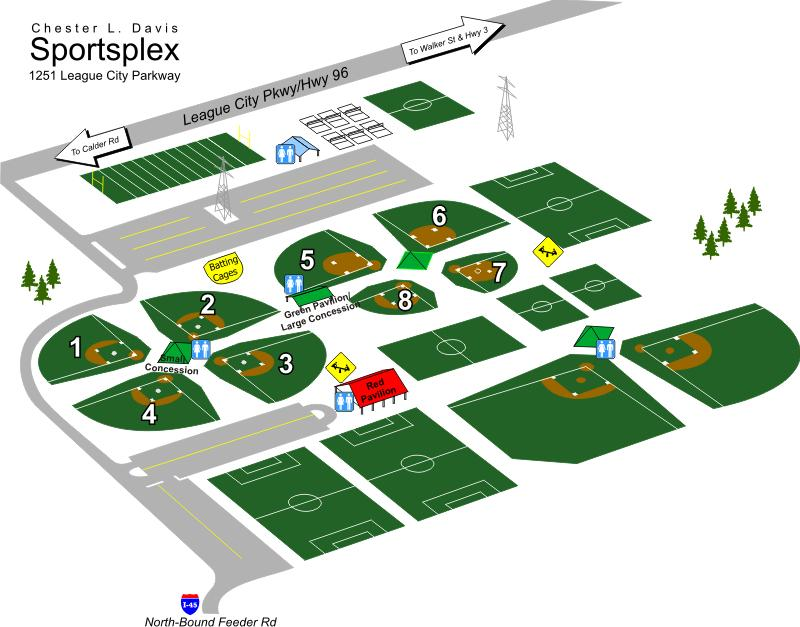 Chester L. Davis
Sportsplex
1251 League City Parkway
To Walker St & Hwy 3
League City Pkwy/Hwy 96
To Calder Rd
6
5
7
Batting
Cages
8
2
Green Pavilion/
Large Concession
1
Small
Concession
3
4
Red
Pavilion
I-45
North-Bound Feeder Rd